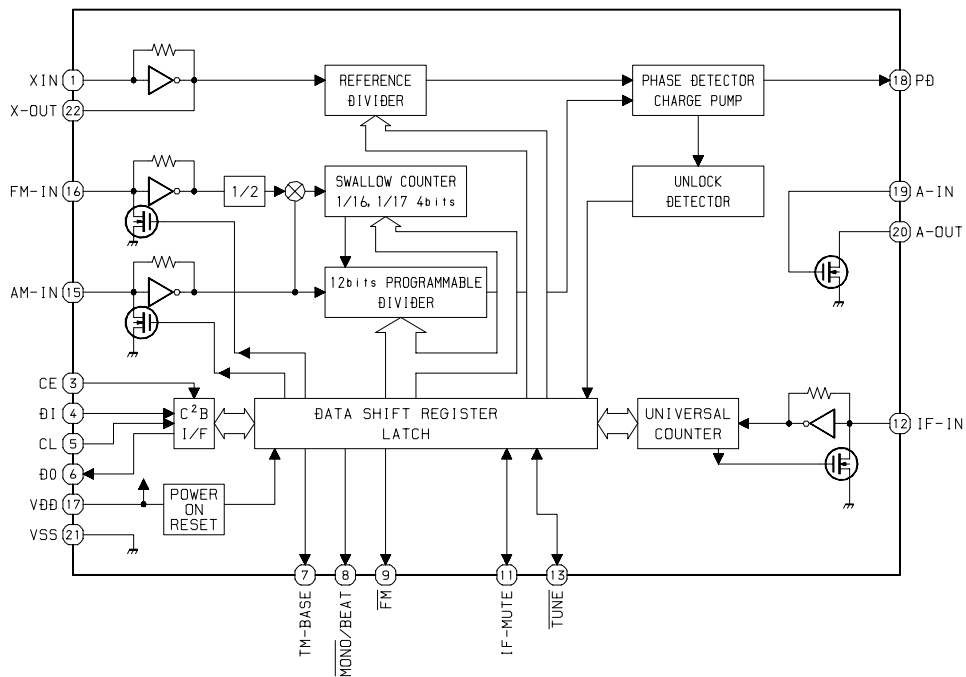 XIN 1
X-OUT 22
REFERENCE
DIVIDER
PHASE DETECTOR
CHARGE PUMP
18 PD
FM-IN 16
1/2
SWALLOW COUNTER
1/16, 1/17 4bits
UNLOCK
DETECTOR
19 A-IN
20 A-OUT
AM-IN 15
12bits PROGRAMMABLE
DIVIDER
CE 3
DI 4
CL 5
DO 6
VDD 17
VSS 21
C²B
I/F
DATA SHIFT REGISTER
LATCH
UNIVERSAL
COUNTER
12 IF-IN
POWER
ON
RESET
7
8
9
11
13
TM-BASE
MONO/BEAT
FM
IF-MUTE
TUNE